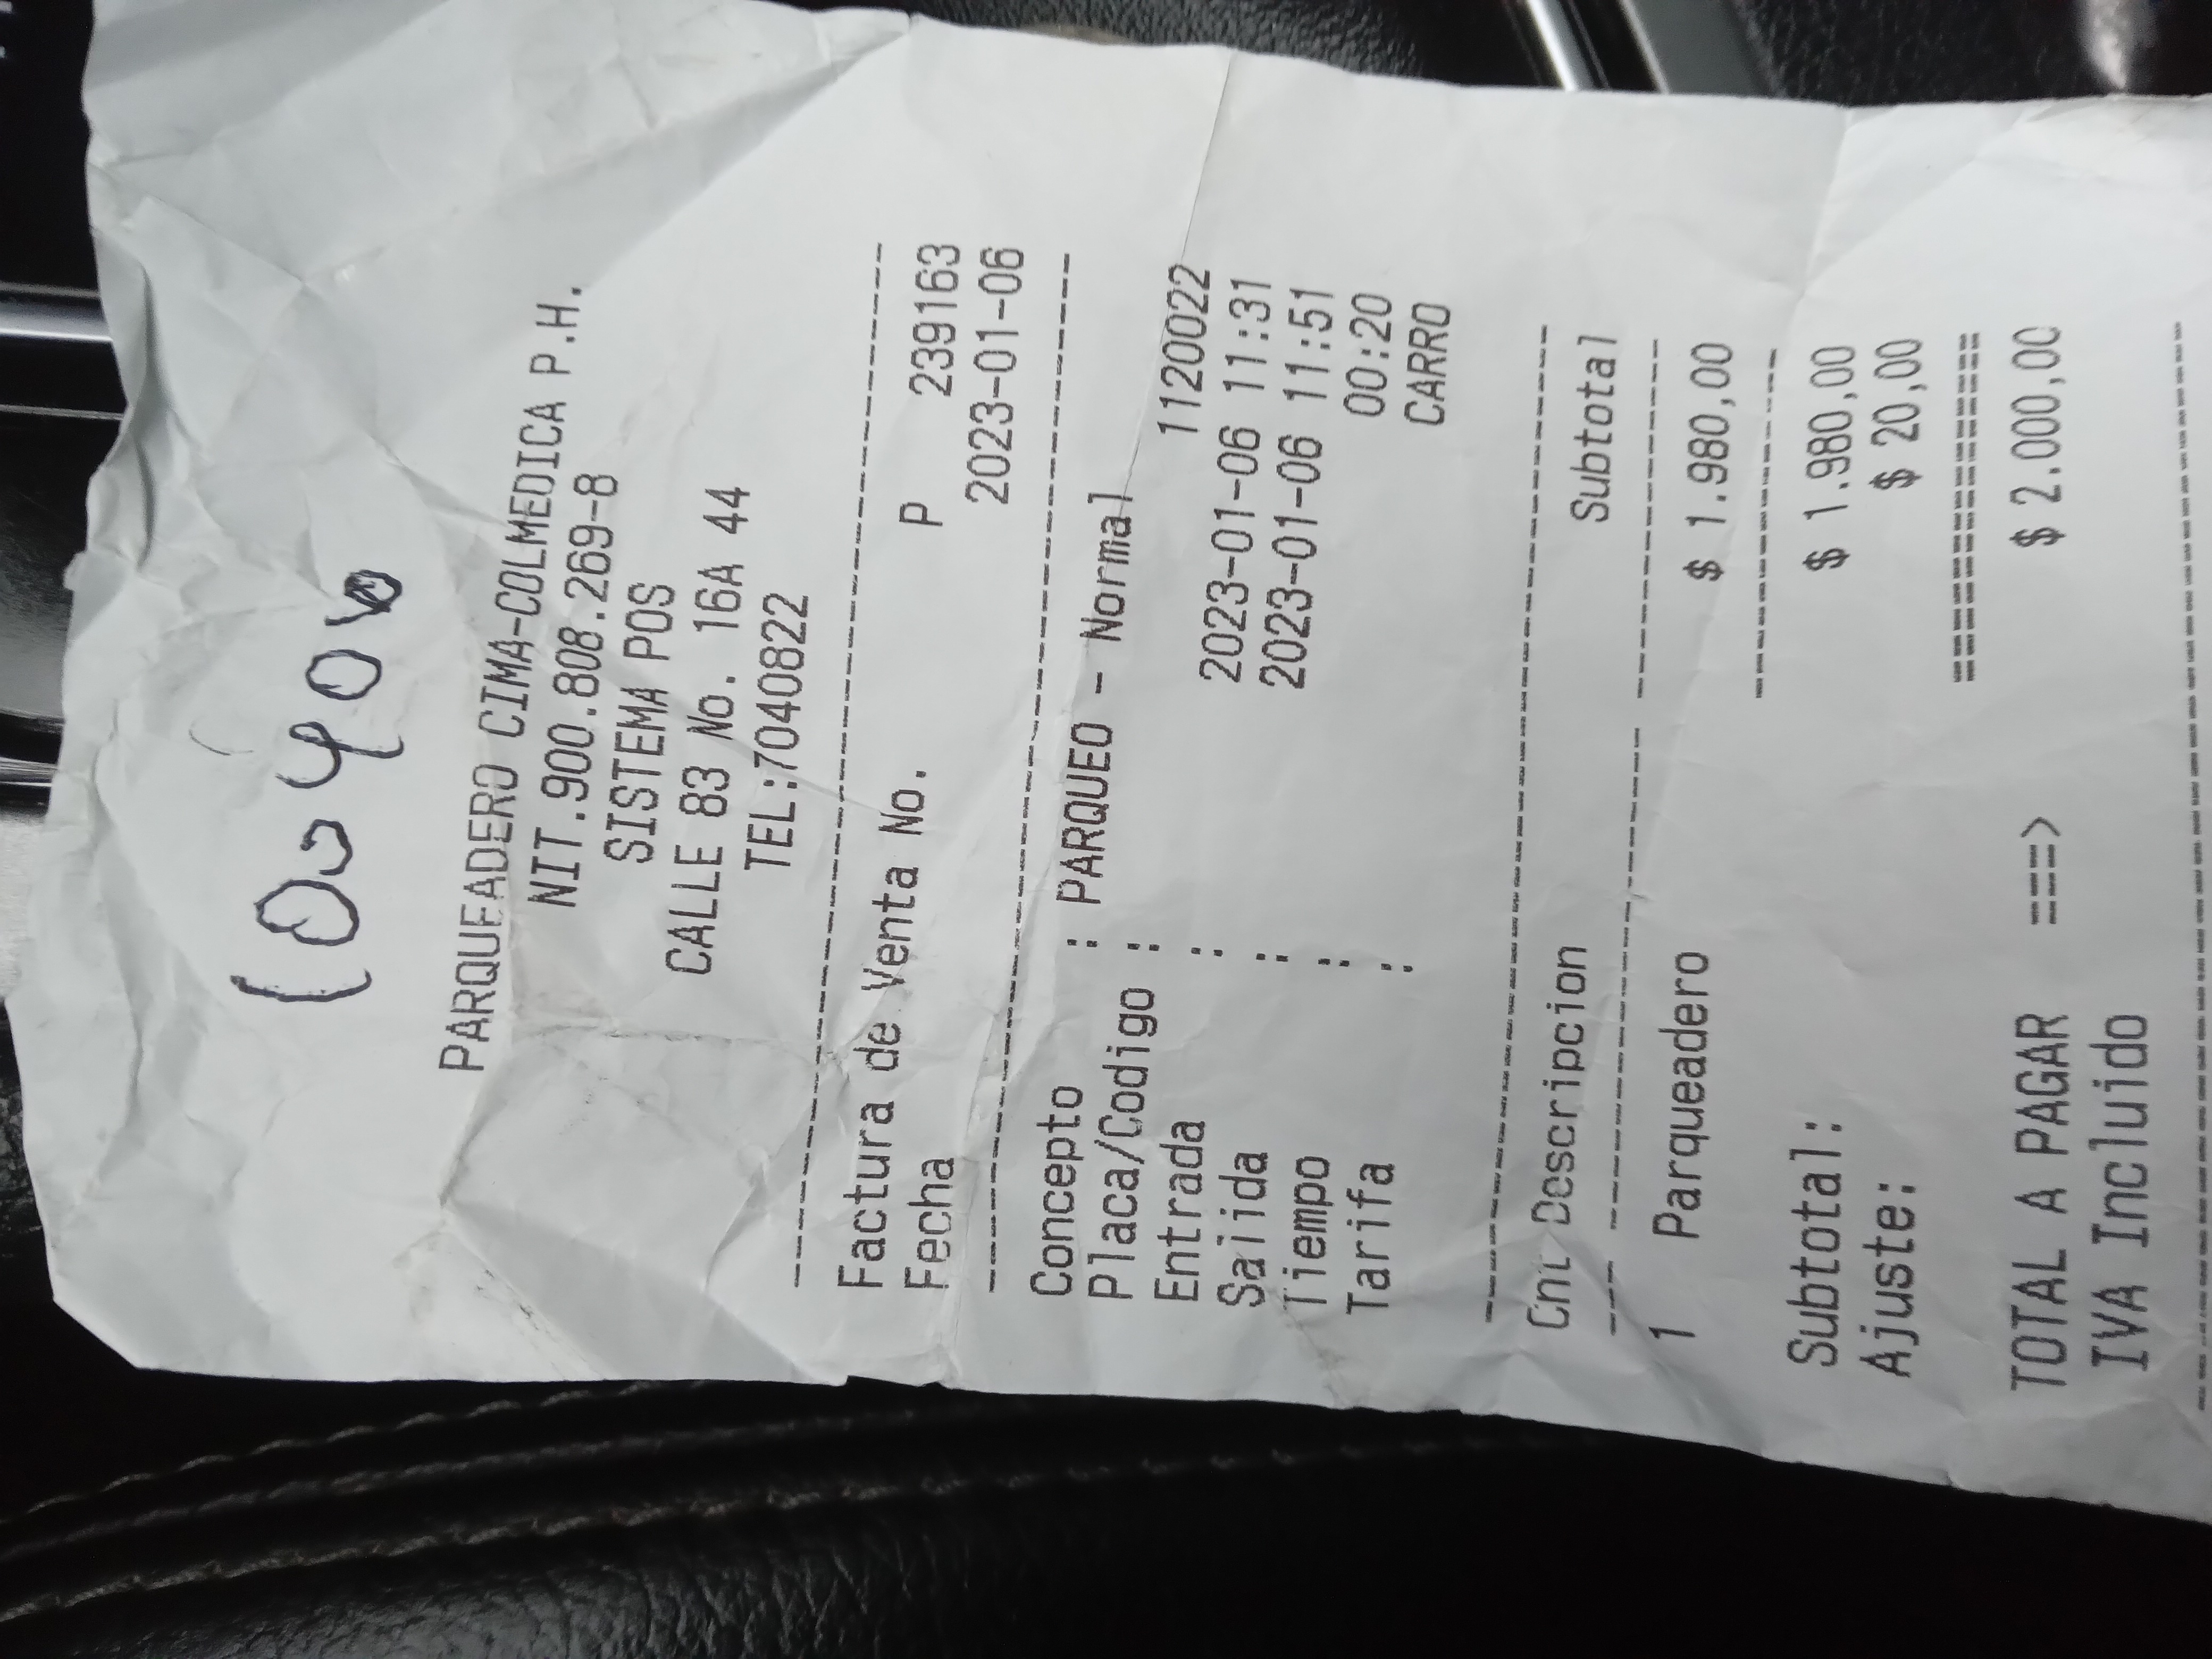 PARQUEADERO CIMA-COLMEDICA P.H.
NIT.900.808.269-8
SISTEMA POS
CALLE 83 No. 16A 44
TEL:7040822
Factura de Venta No. P 239163
Fecha 2023-01-06
Concepto : PARQUEO - Normal
Placa/Codigo : 1120022
Entrada : 2023-01-06 11:31
Salida : 2023-01-06 11:51
Tiempo : 00:20
Tarifa : CARRO
Cnt Descripcion Subtotal
1 Parqueadero $ 1.980,00
Subtotal: $ 1.980,00
Ajuste: $ 20,00
TOTAL A PAGAR ===> $ 2.000,00
IVA Incluido